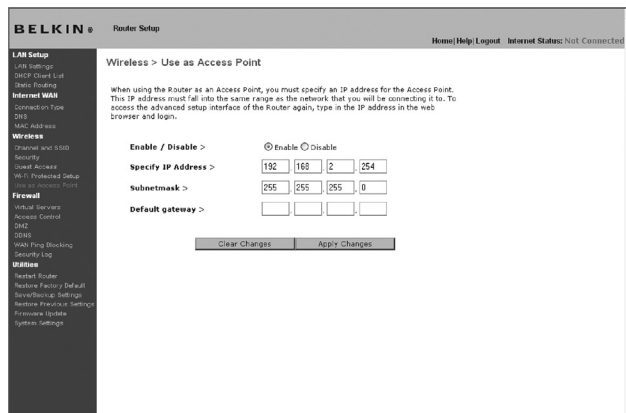 BELKIN®
Router Setup
Home|Help|Logout Internet Status: Not Connected
LAN Setup
LAN Settings
DHCP Client List
Static Routing
Internet WAN
Connection Type
DNS
MAC Address
Wireless
Channel and SSID
Security
Guest Access
Wi-Fi Protected Setup
Use as Access Point
Firewall
Virtual Servers
Access Control
DMZ
DDNS
WAN Ping Blocking
Security Log
Utilities
Restart Router
Restore Factory Default
Save/Backup Settings
Restore Previous Settings
Firmware Update
System Settings
Wireless > Use as Access Point
When using the Router as an Access Point, you must specify an IP address for the Access Point.
This IP address must fall into the same range as the network that you will be connecting it to. To
access the advanced setup interface of the Router again, type in the IP address in the web
browser and login.
Enable / Disable > Enable Disable
Specify IP Address > 192 . 168 . 2 . 254
Subnetmask > 255 . 255 . 255 . 0
Default gateway > . . .
Clear Changes Apply Changes